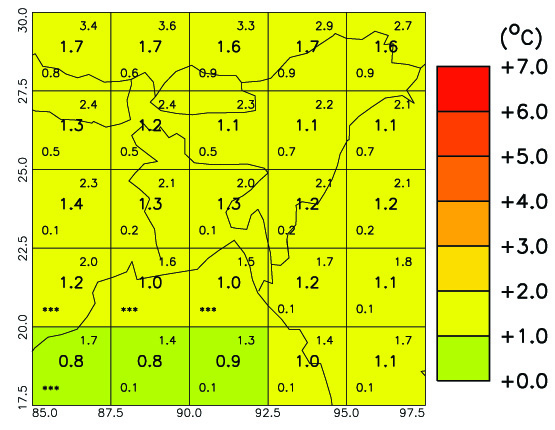 30.0
3.4 3.6 3.3 2.9 2.7
1.7 1.7 1.6 1.7 1.6
0.8 0.6 0.9 0.9 0.9
27.5
2.4 2.4 2.3 2.2 2.1
1.3 1.2 1.1 1.1 1.1
0.5 0.5 0.5 0.7 0.7
25.0
2.3 2.1 2.0 2.1 2.1
1.4 1.3 1.3 1.2 1.2
0.1 0.2 0.1 0.2 0.2
22.5
2.0 1.6 1.5 1.7 1.8
1.2 1.0 1.0 1.2 1.1
*** *** *** 0.1 0.1
20.0
1.7 1.4 1.3 1.4 1.7
0.8 0.8 0.9 1.0 1.1
*** 0.1 0.1 0.1 0.1
17.5
85.0 87.5 90.0 92.5 95.0 97.5
(°C)
+7.0
+6.0
+5.0
+4.0
+3.0
+2.0
+1.0
+0.0